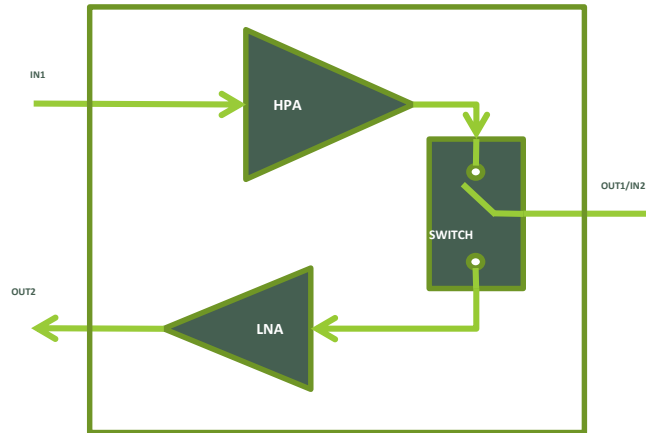 IN1
HPA
OUT1/IN2
SWITCH
OUT2
LNA